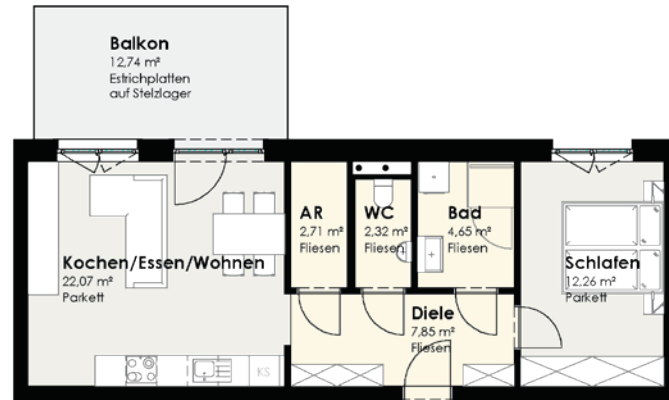 Balkon
12,74 m²
Estrichplatten
auf Stelzlager
Kochen/Essen/Wohnen
22,07 m²
Parkett
AR
2,71 m²
Fliesen
WC
2,32 m²
Fliesen
Bad
4,65 m²
Fliesen
Diele
7,85 m²
Fliesen
Schlafen
12,26 m²
Parkett
KS